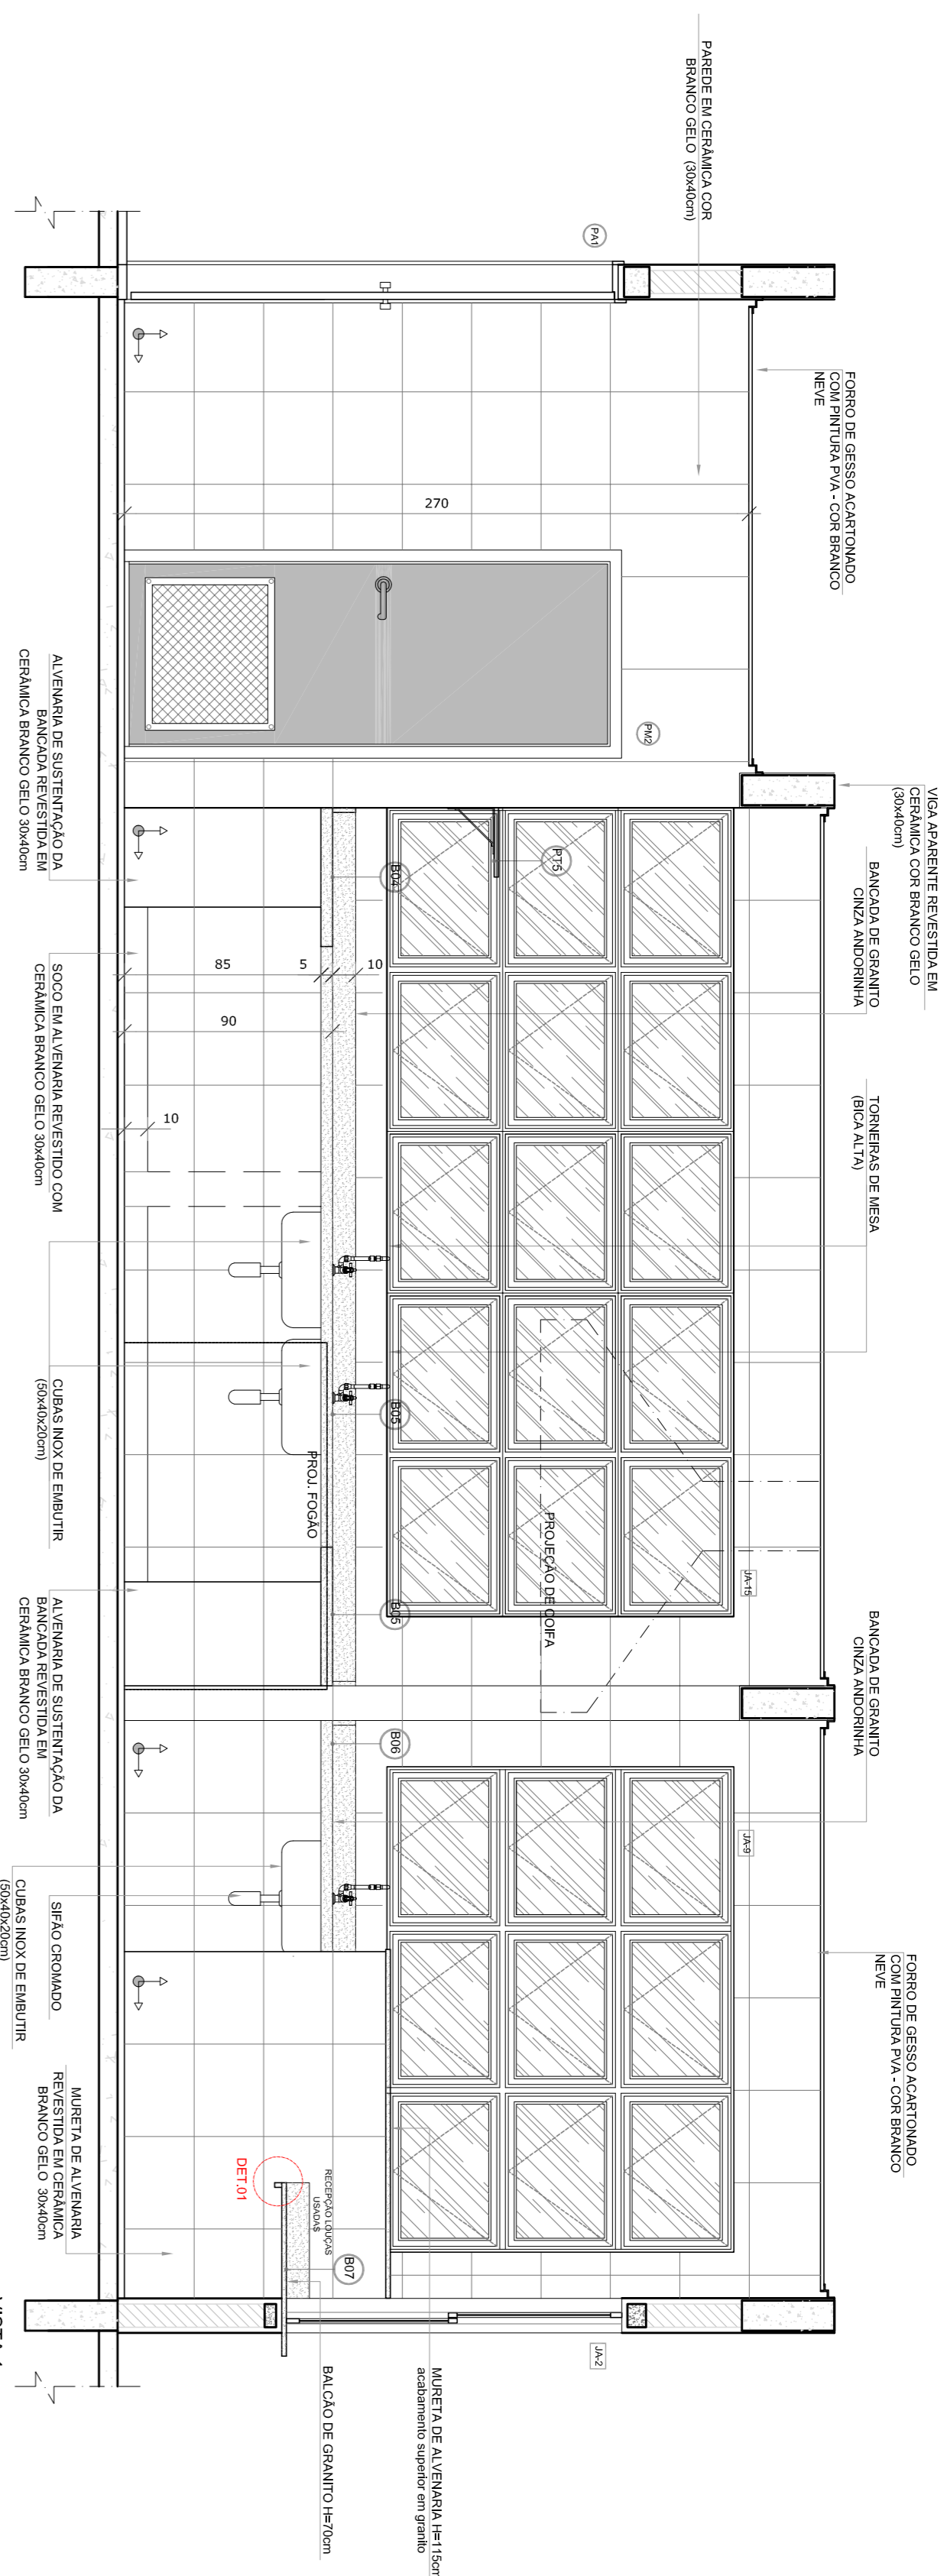 PAREDE EM CERÂMICA COR
BRANCO GELO (30x40cm)
PA1
FORRO DE GESSO ACARTONADO
COM PINTURA PVA - COR BRANCO
NEVE
270
PM2
ALVENARIA DE SUSTENTAÇÃO DA
BANCADA REVESTIDA EM
CERÂMICA BRANCO GELO 30x40cm
VIGA APARENTE REVESTIDA EM
CERÂMICA COR BRANCO GELO
(30x40cm)
BANCADA DE GRANITO
CINZA ANDORINHA
PT5
B04
85
5
10
90
10
SOCO EM ALVENARIA REVESTIDO COM
CERÂMICA BRANCO GELO 30x40cm
TORNEIRAS DE MESA
(BICA ALTA)
CUBAS INOX DE EMBUTIR
(50x40x20cm)
B05
PROJ. FOGÃO
PROJEÇÃO DE COIFA
JA-15
B05
BANCADA DE GRANITO
CINZA ANDORINHA
ALVENARIA DE SUSTENTAÇÃO DA
BANCADA REVESTIDA EM
CERÂMICA BRANCO GELO 30x40cm
B06
JA-9
CUBAS INOX DE EMBUTIR
(50x40x20cm)
SIFÃO CROMADO
FORRO DE GESSO ACARTONADO
COM PINTURA PVA - COR BRANCO
NEVE
MURETA DE ALVENARIA
REVESTIDA EM CERÂMICA
BRANCO GELO 30x40cm
DET.01
RECEPÇÃO LOUÇAS
USADAS
B07
JA-2
BALCÃO DE GRANITO H=70cm
MURETA DE ALVENARIA H=115cm
acabamento superior em granito